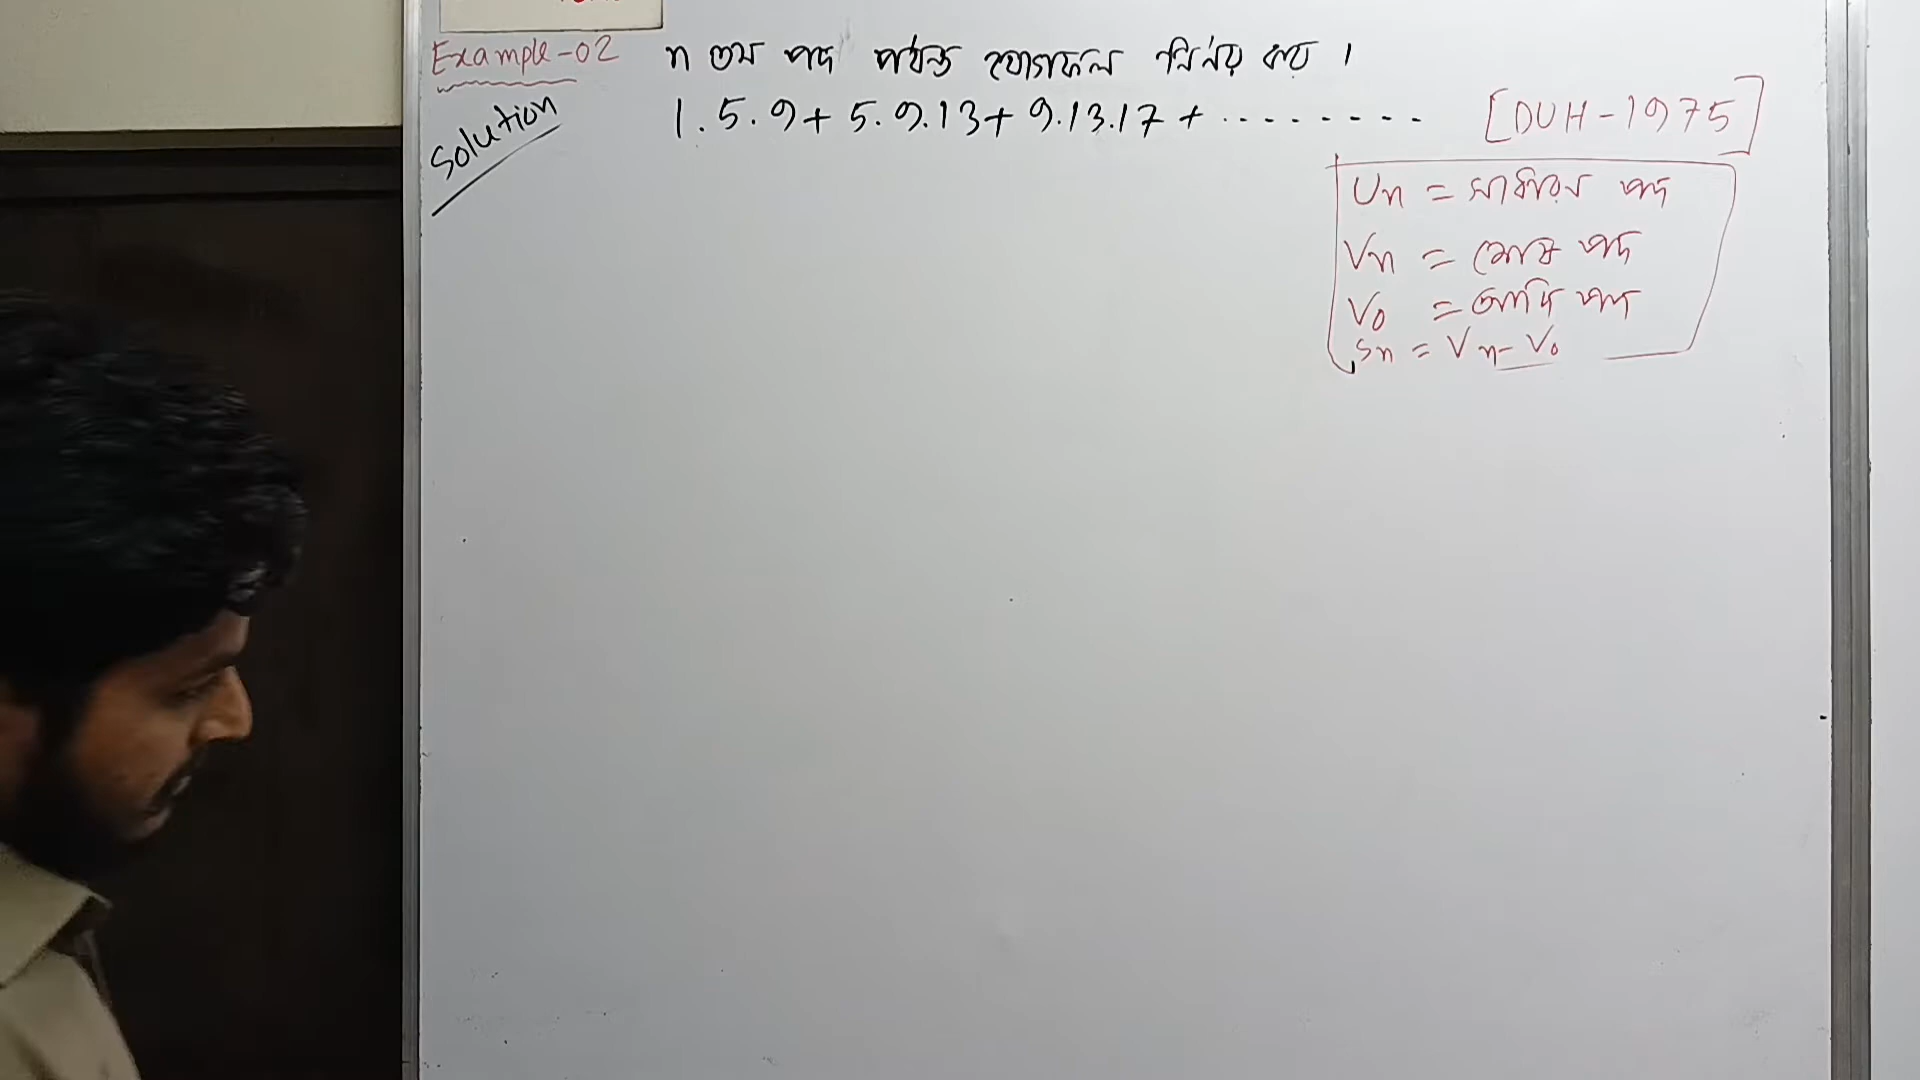 Example-02 n তম পদ পর্যন্ত যোগফল নির্ণয় কর ।
Solution
1.5.9+5.9.13+9.13.17+........ [DUH-1975]
Un = সাধারন পদ
Vn = শেষ পদ
V0 = আদি পদ
Sn = Vn-V0